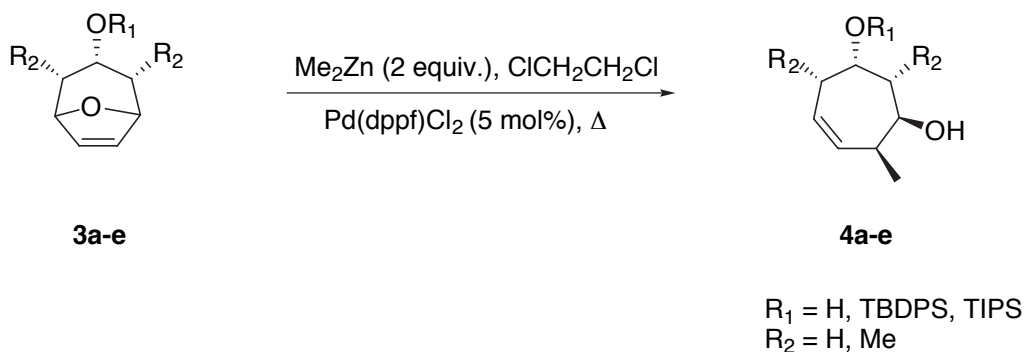 OR₁
R₂ R₂
O
Me₂Zn (2 equiv.), ClCH₂CH₂Cl
Pd(dppf)Cl₂ (5 mol%), Δ
OR₁
R₂ R₂
OH
3a-e
4a-e
R₁ = H, TBDPS, TIPS
R₂ = H, Me